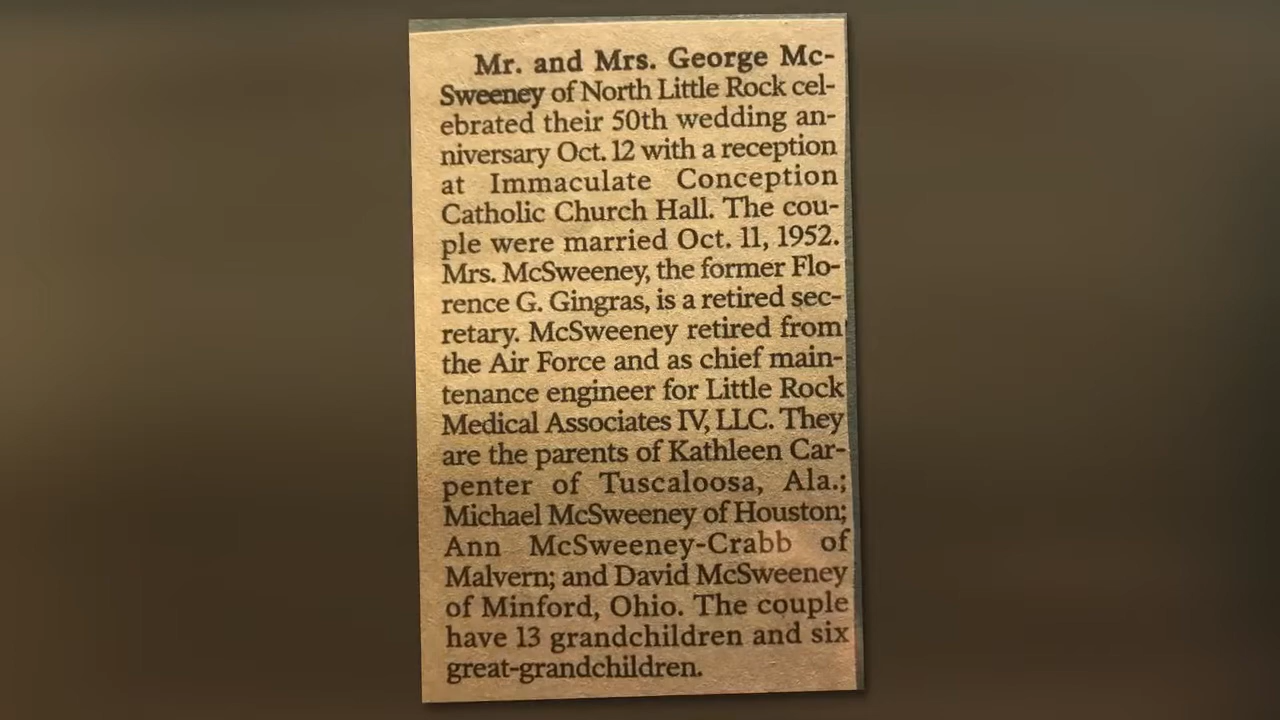 Mr. and Mrs. George Mc-
Sweeney of North Little Rock cel-
ebrated their 50th wedding an-
niversary Oct. 12 with a reception
at Immaculate Conception
Catholic Church Hall. The cou-
ple were married Oct. 11, 1952.
Mrs. McSweeney, the former Flo-
rence G. Gingras, is a retired sec-
retary. McSweeney retired from
the Air Force and as chief main-
tenance engineer for Little Rock
Medical Associates IV, LLC. They
are the parents of Kathleen Car-
penter of Tuscaloosa, Ala.;
Michael McSweeney of Houston;
Ann McSweeney-Crabb of
Malvern; and David McSweeney
of Minford, Ohio. The couple
have 13 grandchildren and six
great-grandchildren.